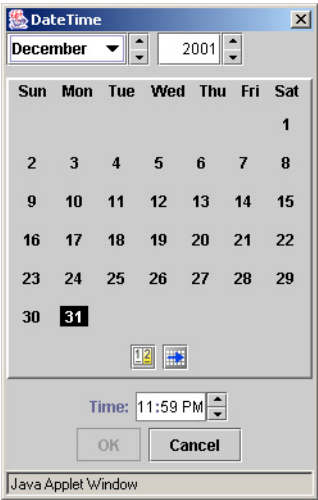 DateTime
December 2001
Sun Mon Tue Wed Thu Fri Sat
1
2 3 4 5 6 7 8
9 10 11 12 13 14 15
16 17 18 19 20 21 22
23 24 25 26 27 28 29
30 31
12
Time: 11:59 PM
OK Cancel
Java Applet Window